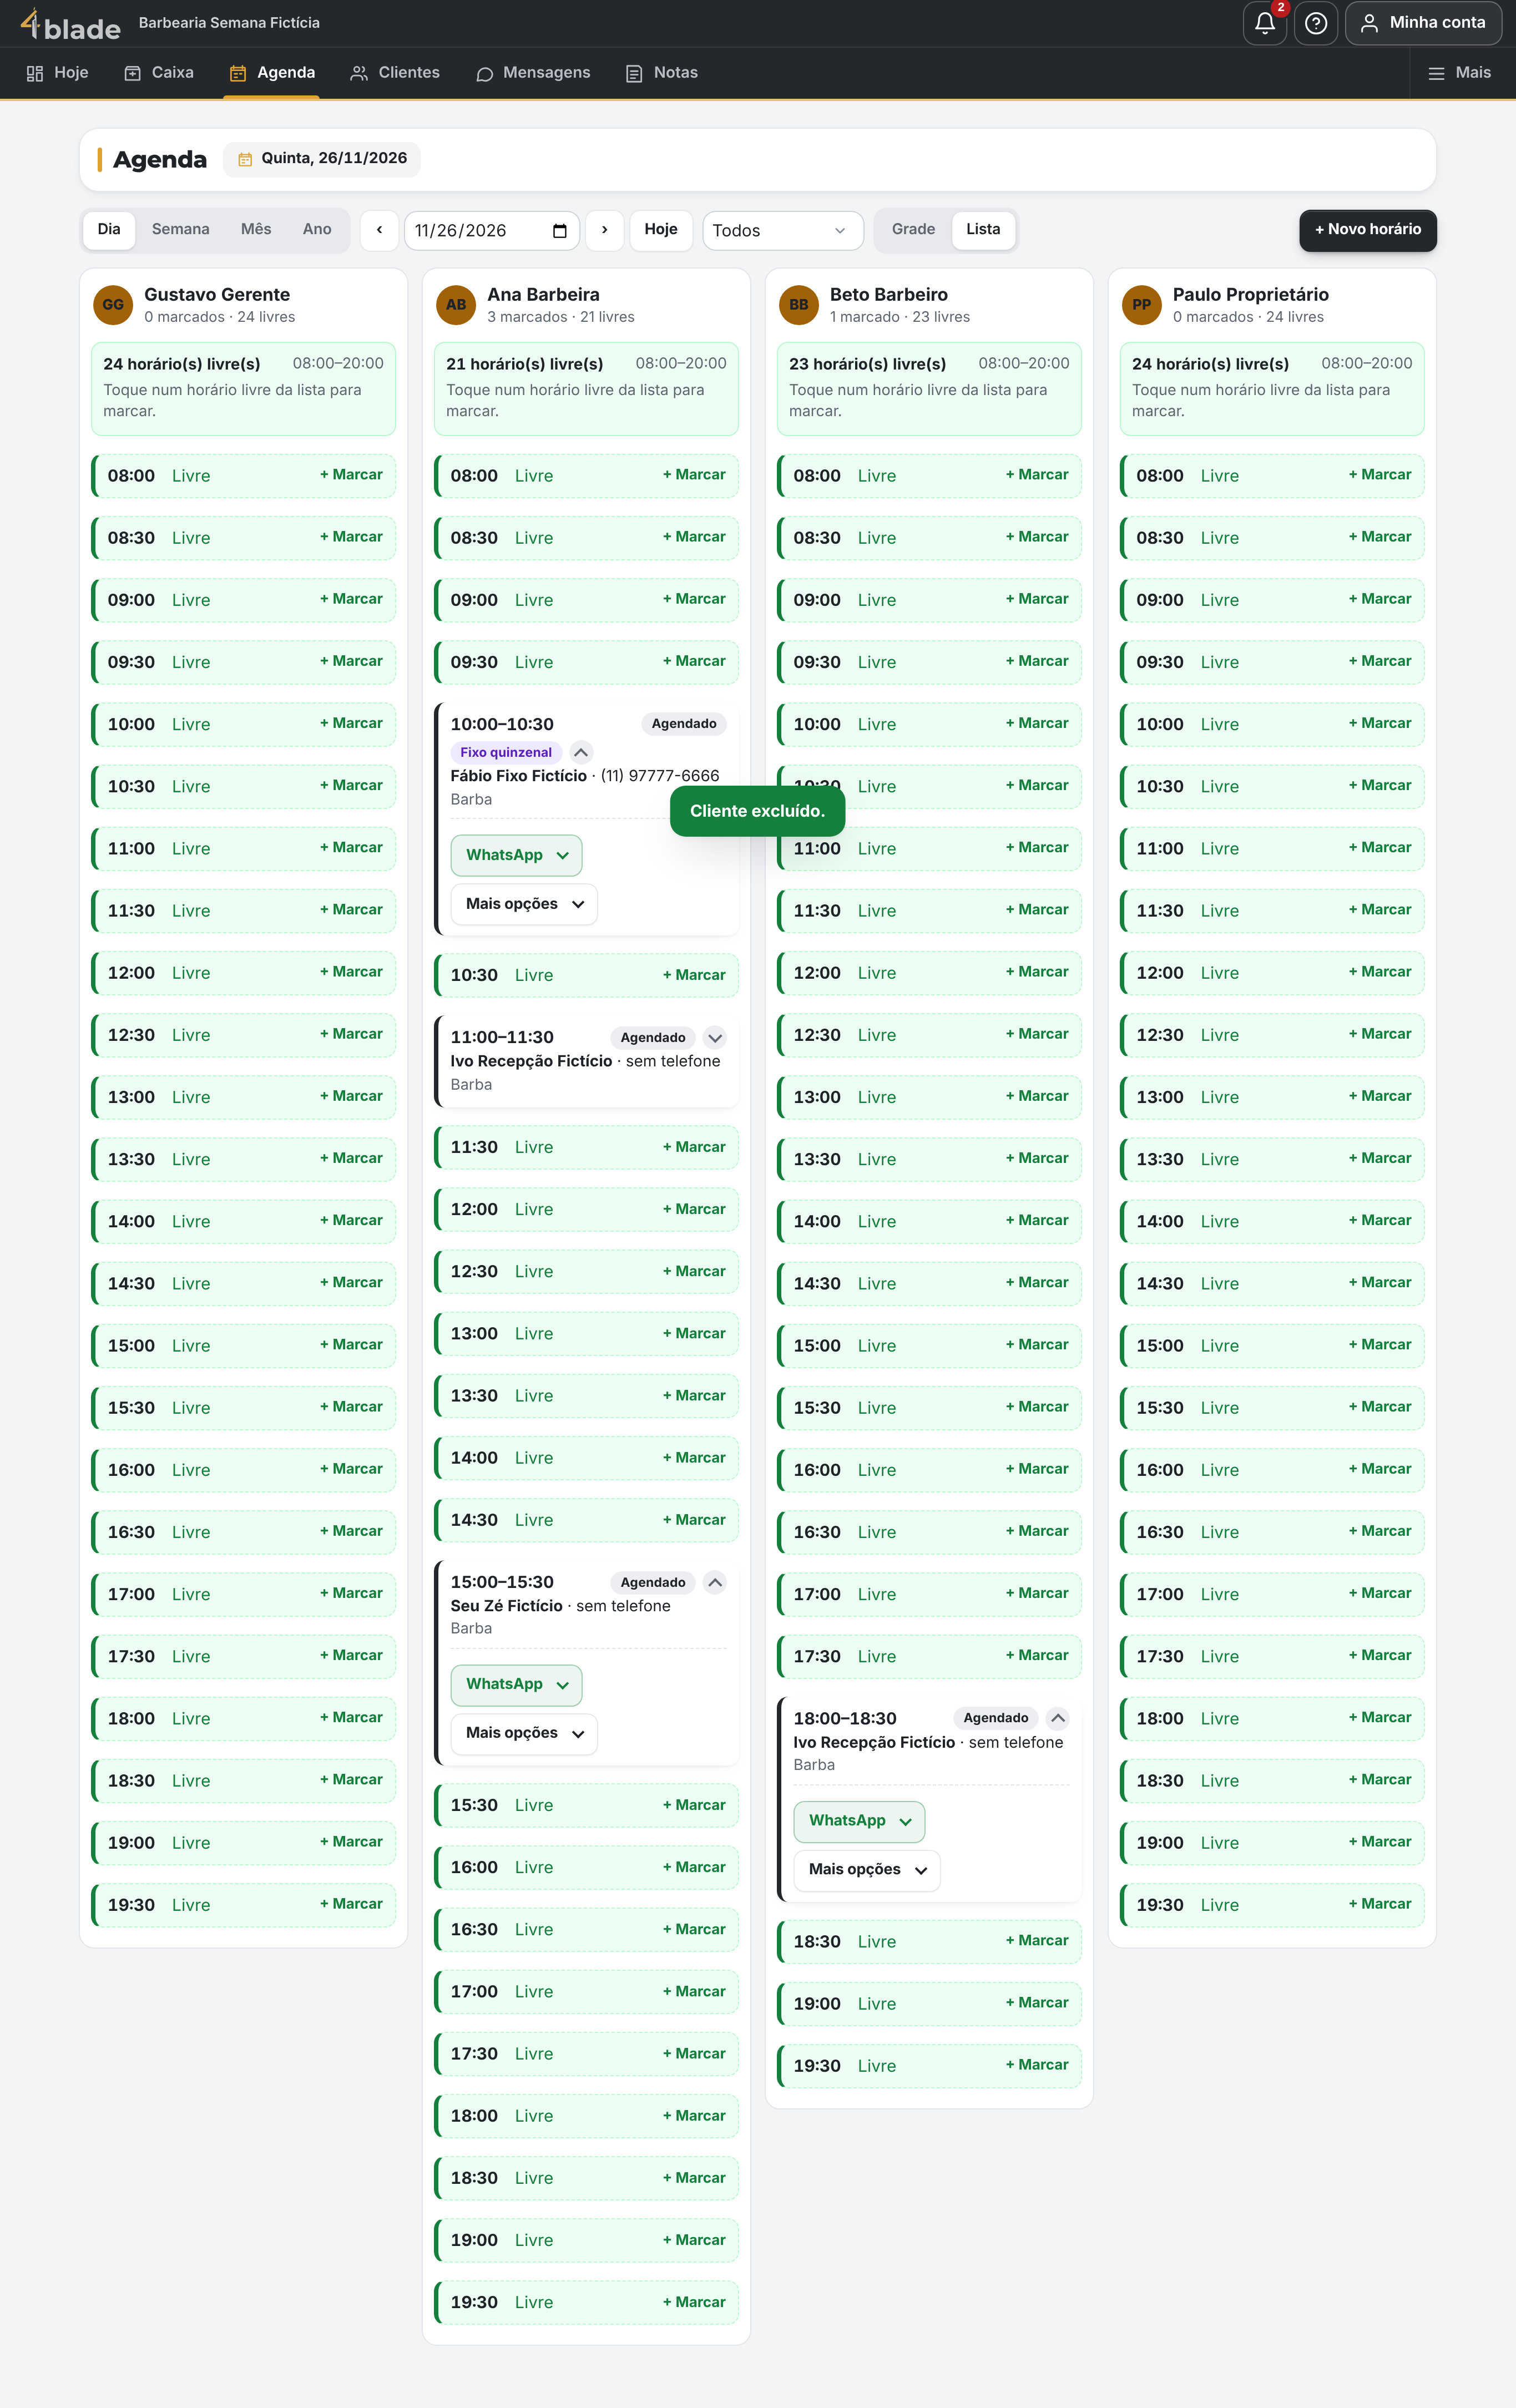 4blade
Barbearia Semana Fictícia
2
Minha conta
Hoje
Caixa
Agenda
Clientes
Mensagens
Notas
Mais
Agenda
Quinta, 26/11/2026
Dia
Semana
Mês
Ano
‹
11/26/2026
›
Hoje
Todos
Grade
Lista
+ Novo horário
GG
Gustavo Gerente
0 marcados · 24 livres
24 horário(s) livre(s) 08:00–20:00
Toque num horário livre da lista para
marcar.
08:00 Livre + Marcar
08:30 Livre + Marcar
09:00 Livre + Marcar
09:30 Livre + Marcar
10:00 Livre + Marcar
10:30 Livre + Marcar
11:00 Livre + Marcar
11:30 Livre + Marcar
12:00 Livre + Marcar
12:30 Livre + Marcar
13:00 Livre + Marcar
13:30 Livre + Marcar
14:00 Livre + Marcar
14:30 Livre + Marcar
15:00 Livre + Marcar
15:30 Livre + Marcar
16:00 Livre + Marcar
16:30 Livre + Marcar
17:00 Livre + Marcar
17:30 Livre + Marcar
18:00 Livre + Marcar
18:30 Livre + Marcar
19:00 Livre + Marcar
19:30 Livre + Marcar
AB
Ana Barbeira
3 marcados · 21 livres
21 horário(s) livre(s) 08:00–20:00
Toque num horário livre da lista para
marcar.
08:00 Livre + Marcar
08:30 Livre + Marcar
09:00 Livre + Marcar
09:30 Livre + Marcar
10:00–10:30 Agendado
Fixo quinzenal
Fábio Fixo Fictício · (11) 97777-6666
Barba
WhatsApp
Mais opções
10:30 Livre + Marcar
11:00–11:30 Agendado
Ivo Recepção Fictício · sem telefone
Barba
11:30 Livre + Marcar
12:00 Livre + Marcar
12:30 Livre + Marcar
13:00 Livre + Marcar
13:30 Livre + Marcar
14:00 Livre + Marcar
14:30 Livre + Marcar
15:00–15:30 Agendado
Seu Zé Fictício · sem telefone
Barba
WhatsApp
Mais opções
15:30 Livre + Marcar
16:00 Livre + Marcar
16:30 Livre + Marcar
17:00 Livre + Marcar
17:30 Livre + Marcar
18:00 Livre + Marcar
18:30 Livre + Marcar
19:00 Livre + Marcar
19:30 Livre + Marcar
Cliente excluído.
BB
Beto Barbeiro
1 marcado · 23 livres
23 horário(s) livre(s) 08:00–20:00
Toque num horário livre da lista para
marcar.
08:00 Livre + Marcar
08:30 Livre + Marcar
09:00 Livre + Marcar
09:30 Livre + Marcar
10:00 Livre + Marcar
10:30 Livre + Marcar
11:00 Livre + Marcar
11:30 Livre + Marcar
12:00 Livre + Marcar
12:30 Livre + Marcar
13:00 Livre + Marcar
13:30 Livre + Marcar
14:00 Livre + Marcar
14:30 Livre + Marcar
15:00 Livre + Marcar
15:30 Livre + Marcar
16:00 Livre + Marcar
16:30 Livre + Marcar
17:00 Livre + Marcar
17:30 Livre + Marcar
18:00–18:30 Agendado
Ivo Recepção Fictício · sem telefone
Barba
WhatsApp
Mais opções
18:30 Livre + Marcar
19:00 Livre + Marcar
19:30 Livre + Marcar
PP
Paulo Proprietário
0 marcados · 24 livres
24 horário(s) livre(s) 08:00–20:00
Toque num horário livre da lista para
marcar.
08:00 Livre + Marcar
08:30 Livre + Marcar
09:00 Livre + Marcar
09:30 Livre + Marcar
10:00 Livre + Marcar
10:30 Livre + Marcar
11:00 Livre + Marcar
11:30 Livre + Marcar
12:00 Livre + Marcar
12:30 Livre + Marcar
13:00 Livre + Marcar
13:30 Livre + Marcar
14:00 Livre + Marcar
14:30 Livre + Marcar
15:00 Livre + Marcar
15:30 Livre + Marcar
16:00 Livre + Marcar
16:30 Livre + Marcar
17:00 Livre + Marcar
17:30 Livre + Marcar
18:00 Livre + Marcar
18:30 Livre + Marcar
19:00 Livre + Marcar
19:30 Livre + Marcar